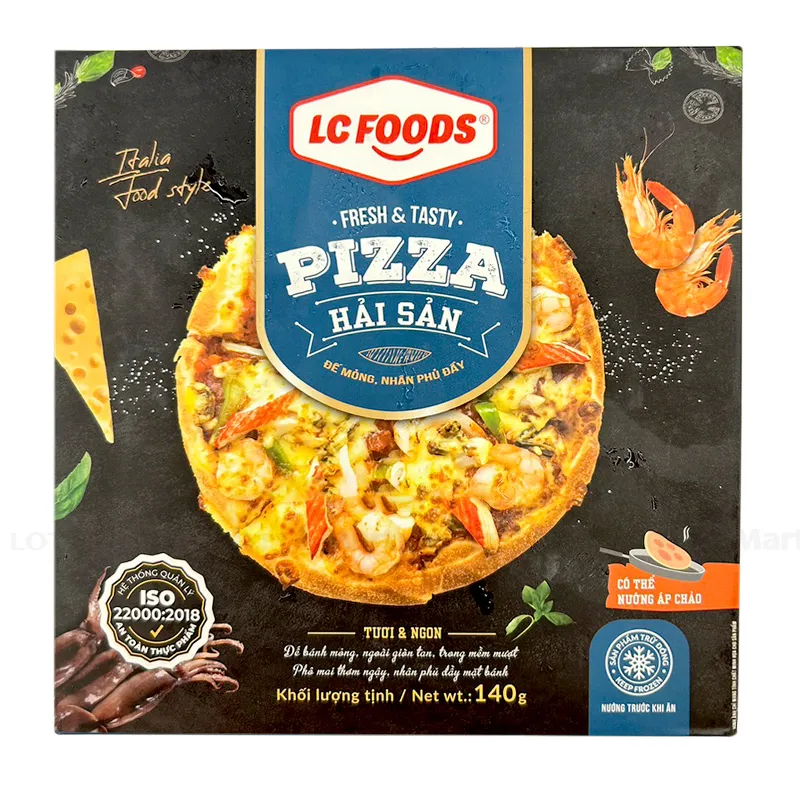 LC FOODS®
Italia
Food style
· FRESH & TASTY ·
PIZZA
HẢI SẢN
ĐẾ MỎNG, NHÂN PHỦ ĐẦY
HỆ THỐNG QUẢN LÝ
ISO
22000:2018
AN TOÀN THỰC PHẨM
CÓ THỂ
NƯỚNG ÁP CHẢO
TƯƠI & NGON
Đế bánh mỏng, ngoài giòn tan, trong mềm mượt
Phô mai thơm ngậy, nhân phủ đầy mặt bánh
Khối lượng tịnh / Net wt.: 140g
SẢN PHẨM TRỮ ĐÔNG
KEEP FROZEN
NƯỚNG TRƯỚC KHI ĂN
LOT
Mart